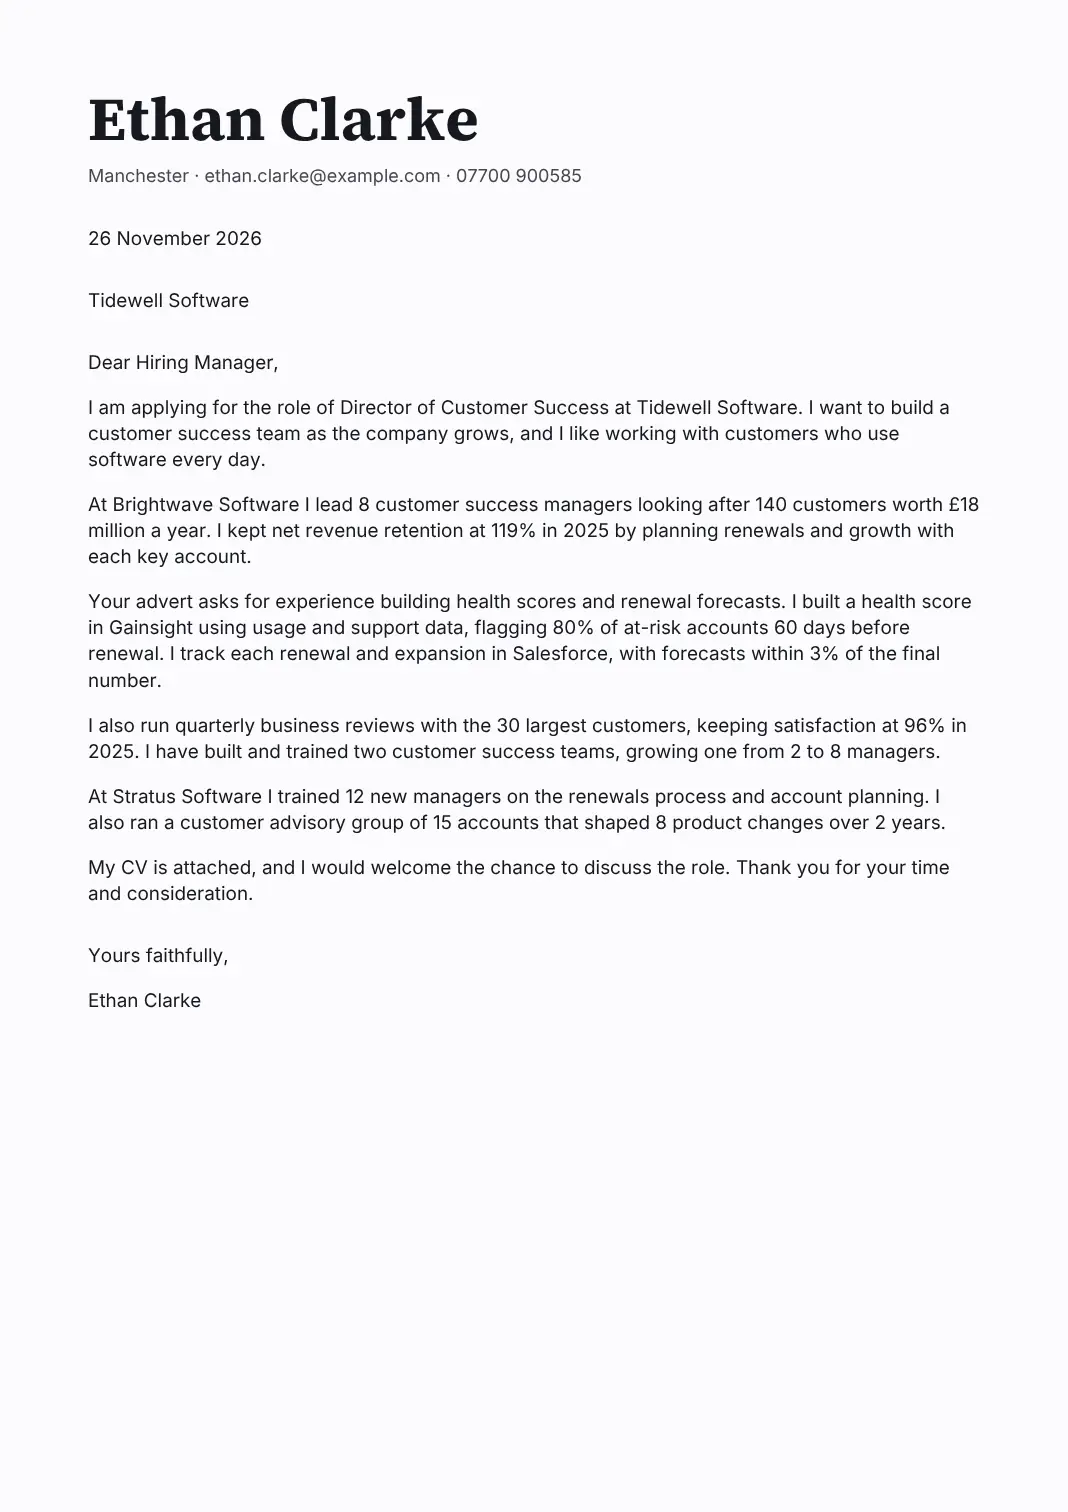 Ethan Clarke
Manchester · ethan.clarke@example.com · 07700 900585
26 November 2026
Tidewell Software
Dear Hiring Manager,
I am applying for the role of Director of Customer Success at Tidewell Software. I want to build a
customer success team as the company grows, and I like working with customers who use
software every day.
At Brightwave Software I lead 8 customer success managers looking after 140 customers worth £18
million a year. I kept net revenue retention at 119% in 2025 by planning renewals and growth with
each key account.
Your advert asks for experience building health scores and renewal forecasts. I built a health score
in Gainsight using usage and support data, flagging 80% of at-risk accounts 60 days before
renewal. I track each renewal and expansion in Salesforce, with forecasts within 3% of the final
number.
I also run quarterly business reviews with the 30 largest customers, keeping satisfaction at 96% in
2025. I have built and trained two customer success teams, growing one from 2 to 8 managers.
At Stratus Software I trained 12 new managers on the renewals process and account planning. I
also ran a customer advisory group of 15 accounts that shaped 8 product changes over 2 years.
My CV is attached, and I would welcome the chance to discuss the role. Thank you for your time
and consideration.
Yours faithfully,
Ethan Clarke